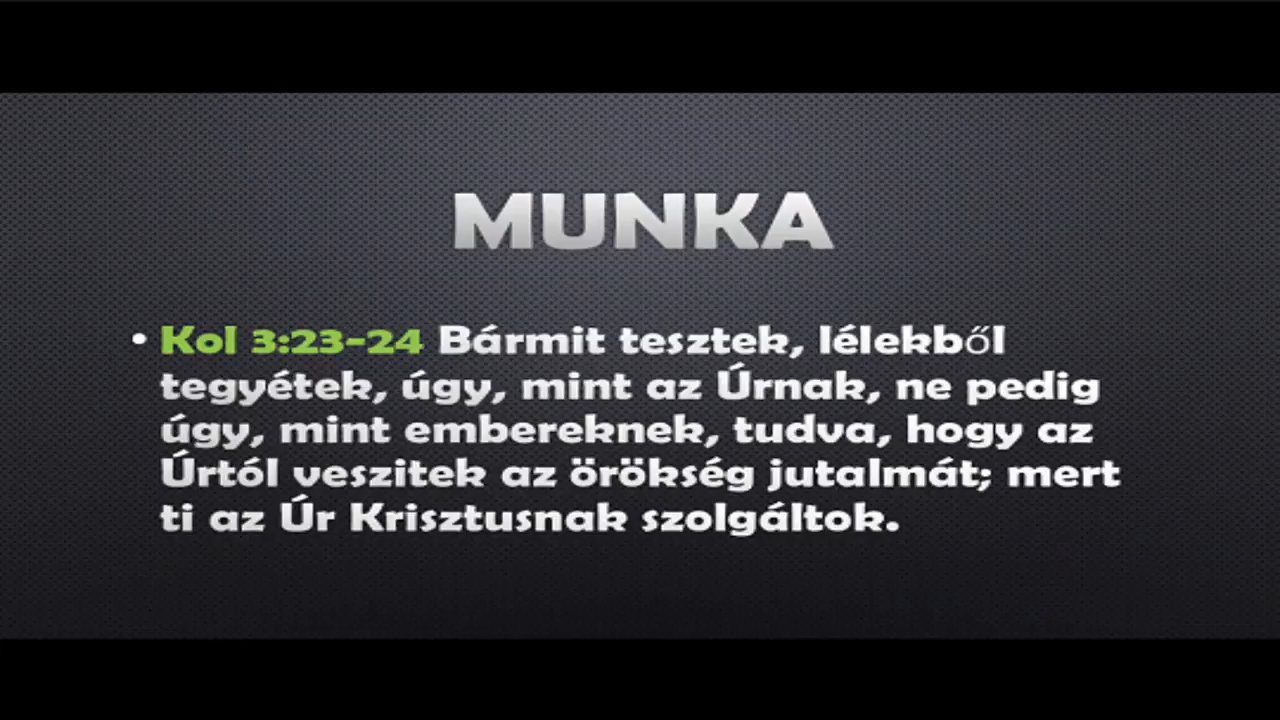 MUNKA
• Kol 3:23-24 Bármit tesztek, lélekből
tegyétek, úgy, mint az Úrnak, ne pedig
úgy, mint embereknek, tudva, hogy az
Úrtól veszitek az örökség jutalmát; mert
ti az Úr Krisztusnak szolgáltok.